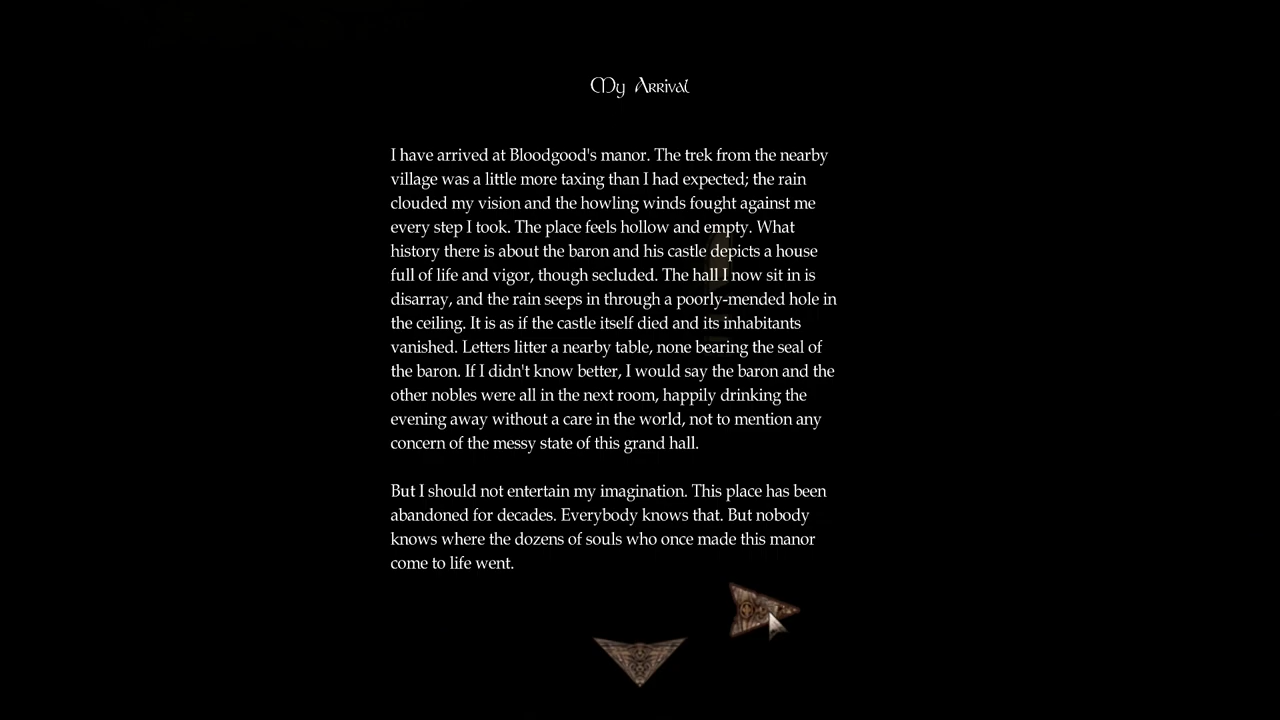 My Arrival
I have arrived at Bloodgood's manor. The trek from the nearby
village was a little more taxing than I had expected; the rain
clouded my vision and the howling winds fought against me
every step I took. The place feels hollow and empty. What
history there is about the baron and his castle depicts a house
full of life and vigor, though secluded. The hall I now sit in is
disarray, and the rain seeps in through a poorly-mended hole in
the ceiling. It is as if the castle itself died and its inhabitants
vanished. Letters litter a nearby table, none bearing the seal of
the baron. If I didn't know better, I would say the baron and the
other nobles were all in the next room, happily drinking the
evening away without a care in the world, not to mention any
concern of the messy state of this grand hall.
But I should not entertain my imagination. This place has been
abandoned for decades. Everybody knows that. But nobody
knows where the dozens of souls who once made this manor
come to life went.